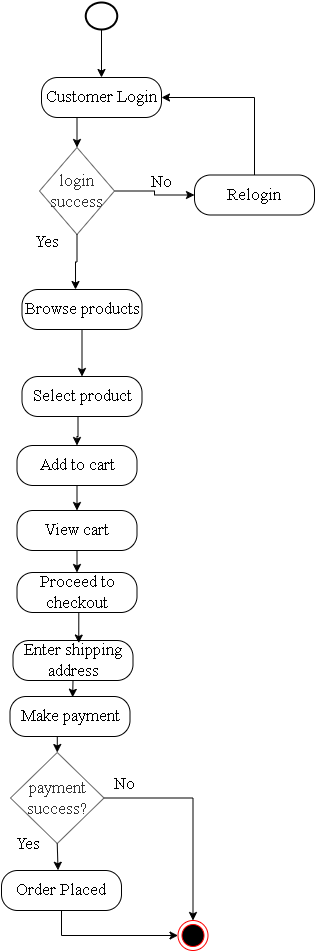 Customer Login
login
success
No
Relogin
Yes
Browse products
Select product
Add to cart
View cart
Proceed to
checkout
Enter shipping
address
Make payment
payment
success?
No
Yes
Order Placed